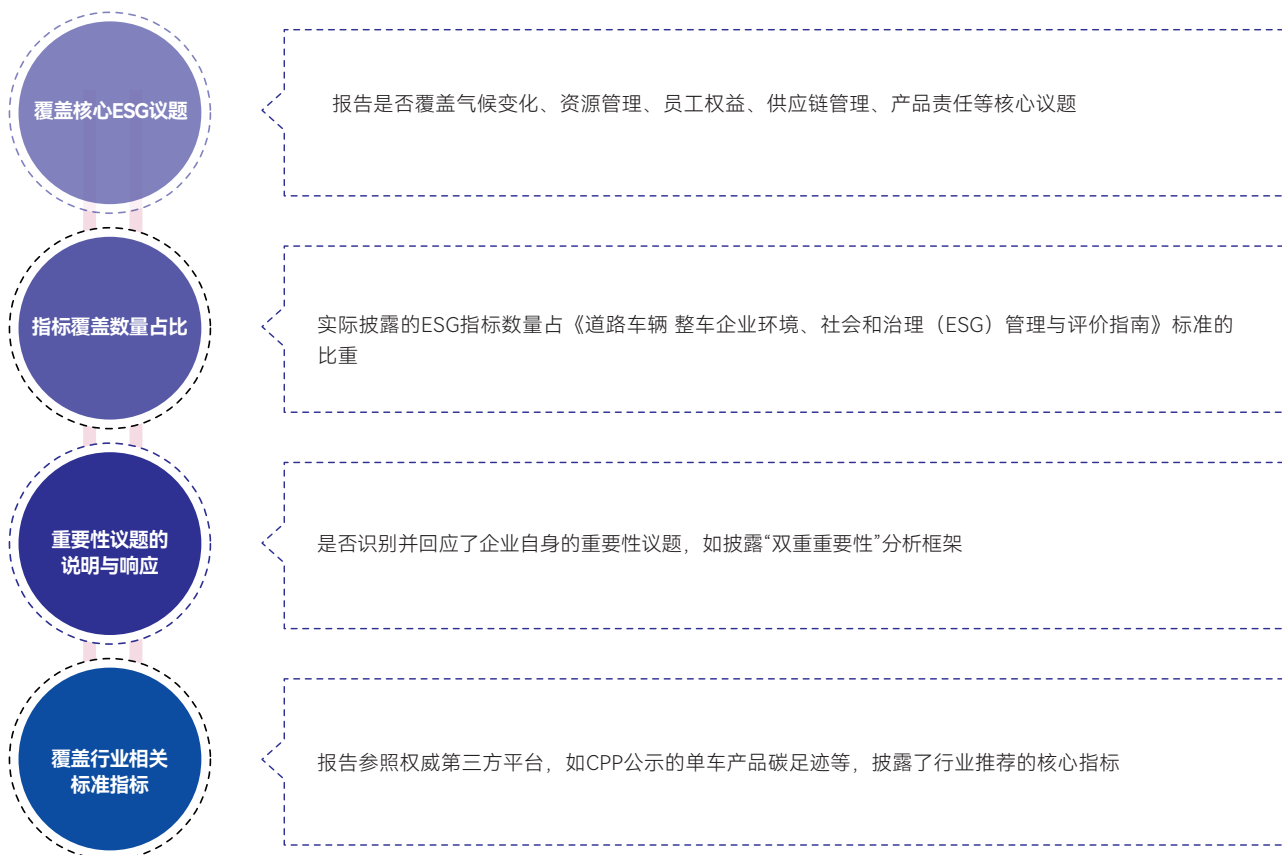 覆盖核心ESG议题
报告是否覆盖气候变化、资源管理、员工权益、供应链管理、产品责任等核心议题
指标覆盖数量占比
实际披露的ESG指标数量占《道路车辆 整车企业环境、社会和治理（ESG）管理与评价指南》标准的
比重
重要性议题的
说明与响应
是否识别并回应了企业自身的重要性议题，如披露“双重重要性”分析框架
覆盖行业相关
标准指标
报告参照权威第三方平台，如CPP公示的单车产品碳足迹等，披露了行业推荐的核心指标